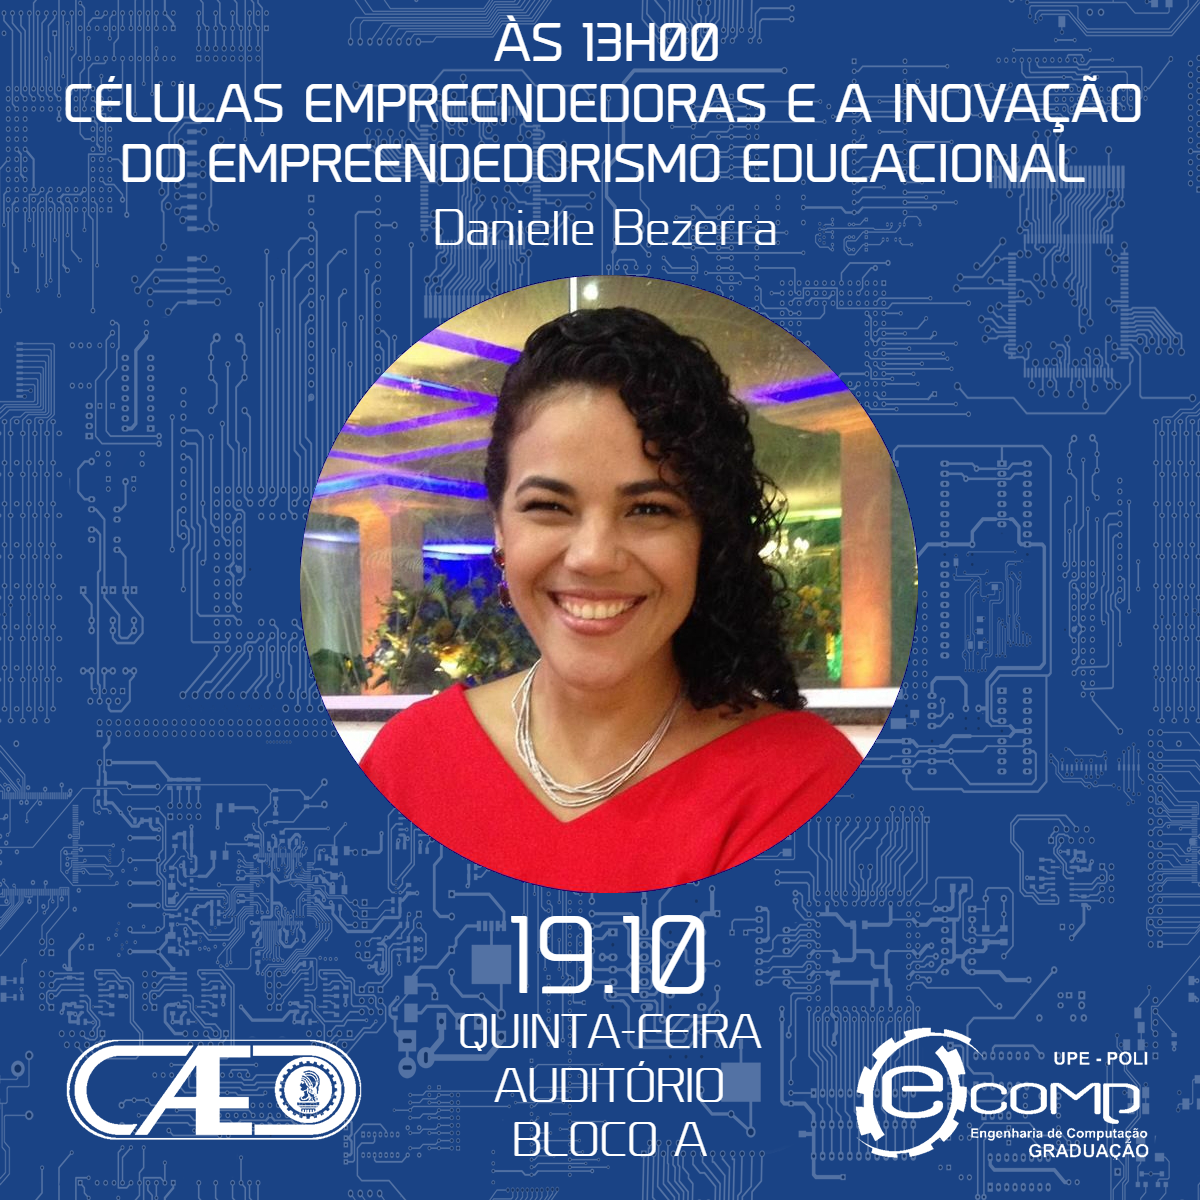 ÀS 13H00
CÉLULAS EMPREENDEDORAS E A INOVAÇÃO
DO EMPREENDEDORISMO EDUCACIONAL
Danielle Bezerra
19.10
QUINTA-FEIRA
AUDITÓRIO
BLOCO A
CAEC
UPE - POLI
ecomp
Engenharia de Computação
GRADUAÇÃO